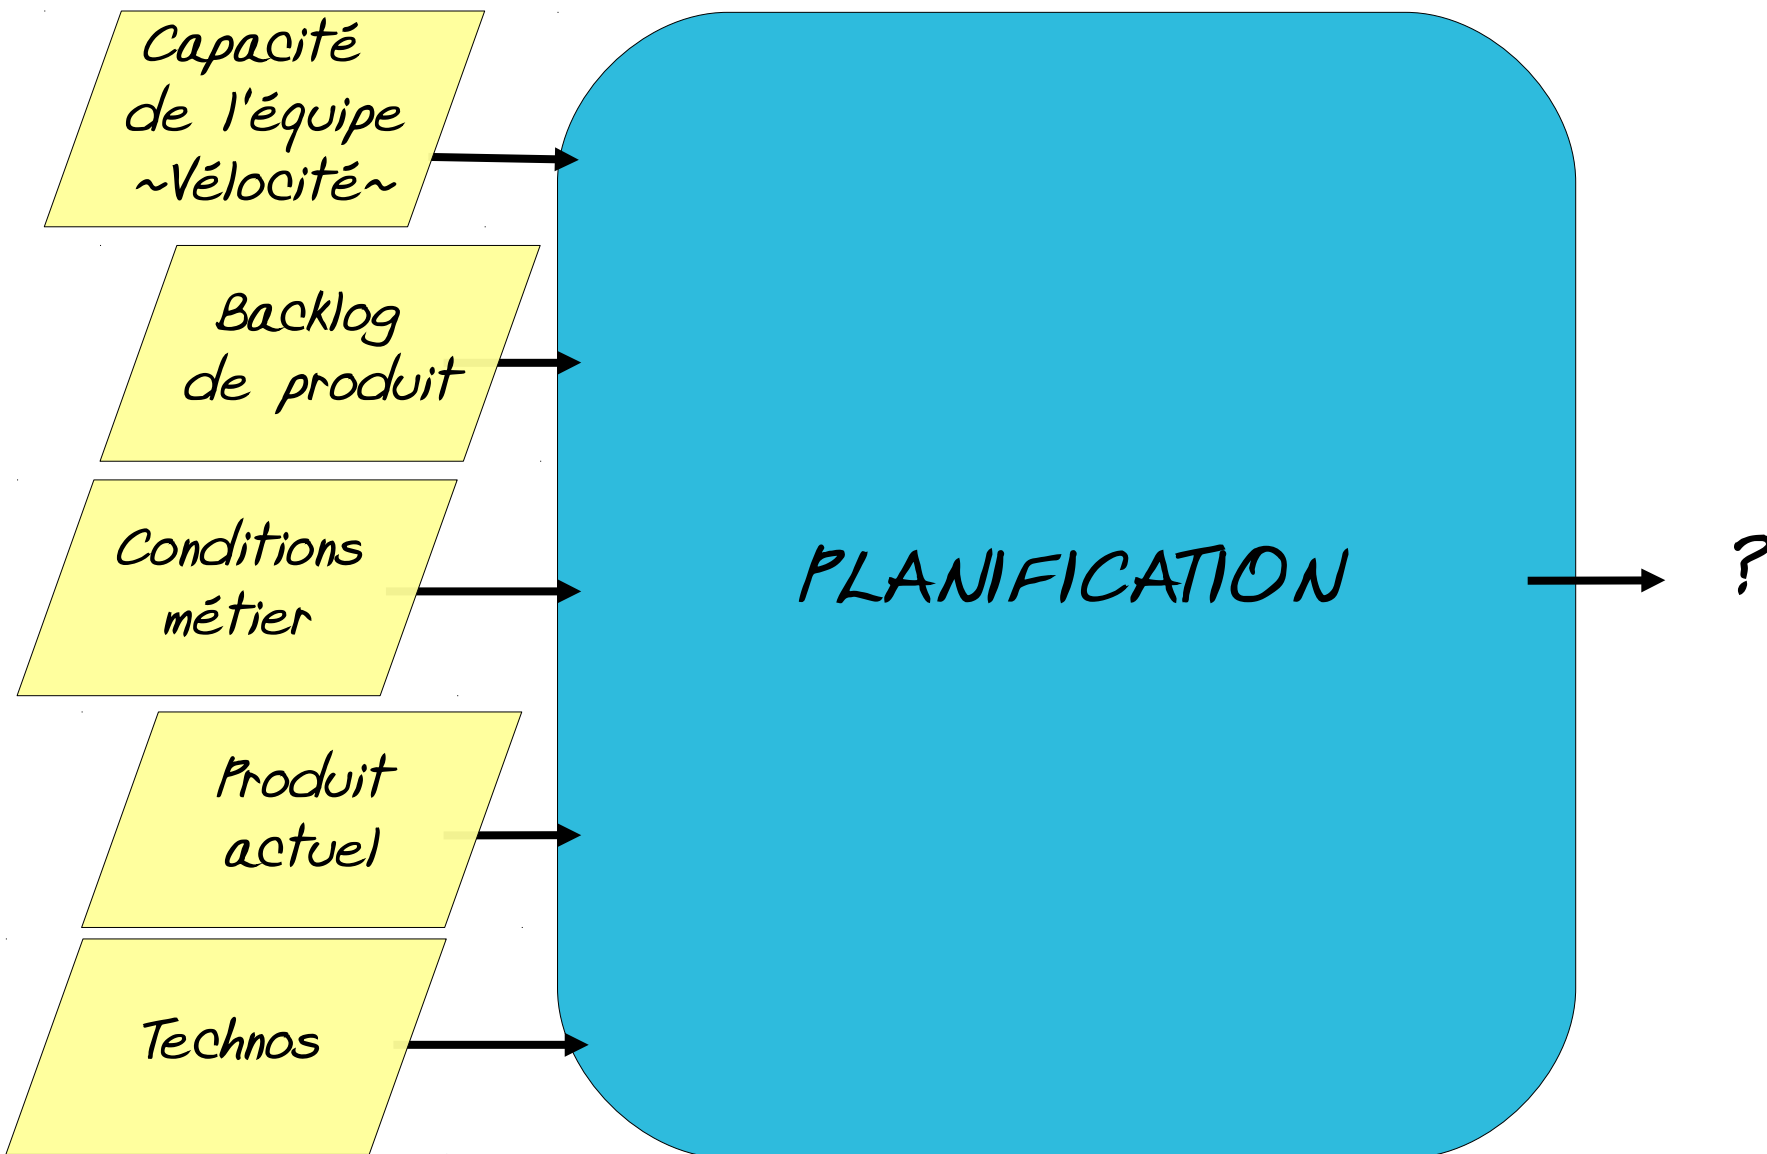 Capacité
de l'équipe
~Vélocité~
Backlog
de produit
Conditions
métier
Produit
actuel
Technos
PLANIFICATION
?